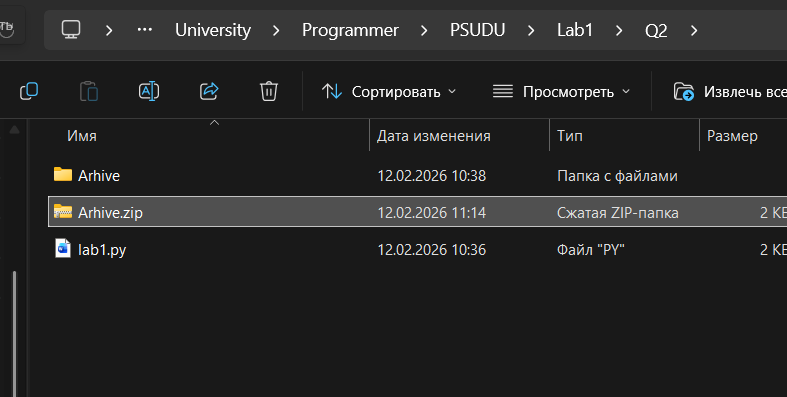 University > Programmer > PSUDU > Lab1 > Q2 >
Сортировать Просмотреть Извлечь все
Имя Дата изменения Тип Размер
Arhive 12.02.2026 10:38 Папка с файлами
Arhive.zip 12.02.2026 11:14 Сжатая ZIP-папка 2 КБ
lab1.py 12.02.2026 10:36 Файл "PY" 2 КБ